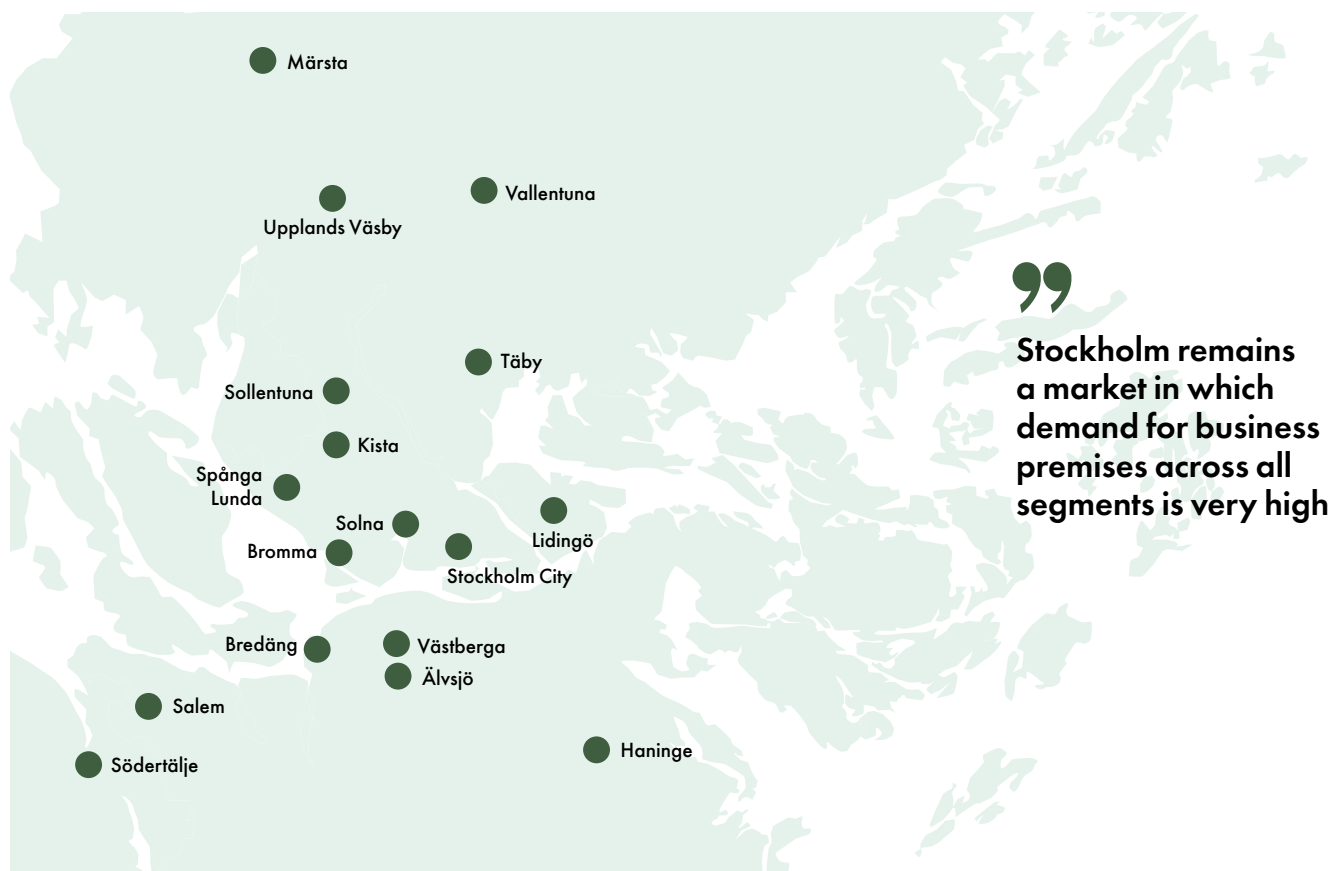 Märsta
Vallentuna
Upplands Väsby
”
Stockholm remains
a market in which
demand for business
premises across all
segments is very high
Täby
Sollentuna
Kista
Spånga
Lunda
Solna
Lidingö
Bromma
Stockholm City
Bredäng
Västberga
Älvsjö
Salem
Haninge
Södertälje